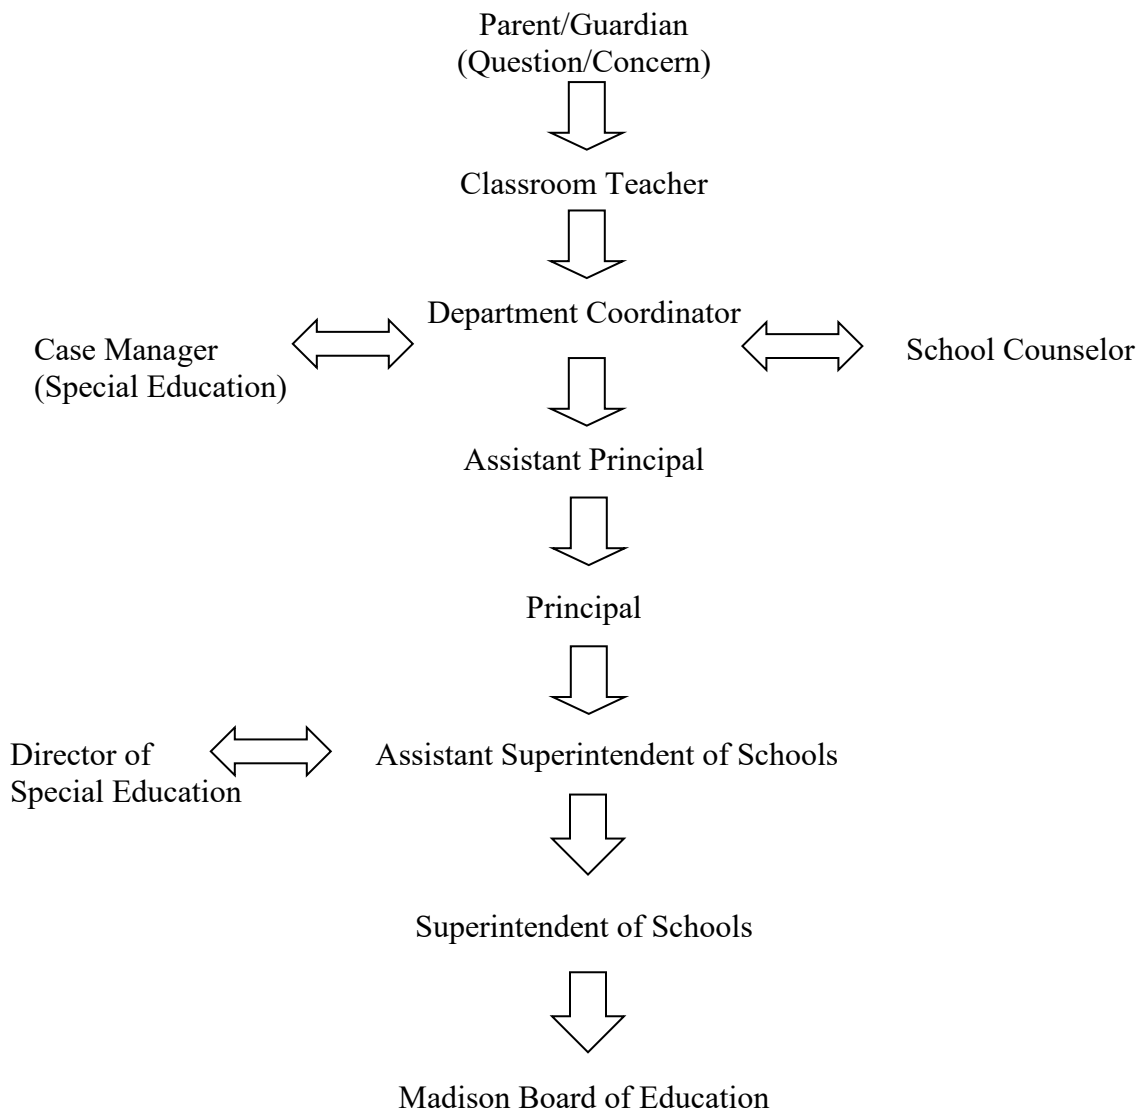 Parent/Guardian
(Question/Concern)
Classroom Teacher
Department Coordinator
Case Manager
(Special Education)
School Counselor
Assistant Principal
Principal
Director of
Special Education
Assistant Superintendent of Schools
Superintendent of Schools
Madison Board of Education